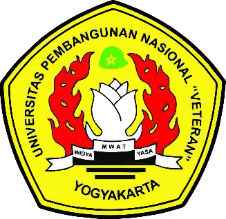 UNIVERSITAS PEMBANGUNAN NASIONAL "VETERAN"
WIDYA MWAT YASA
YOGYAKARTA